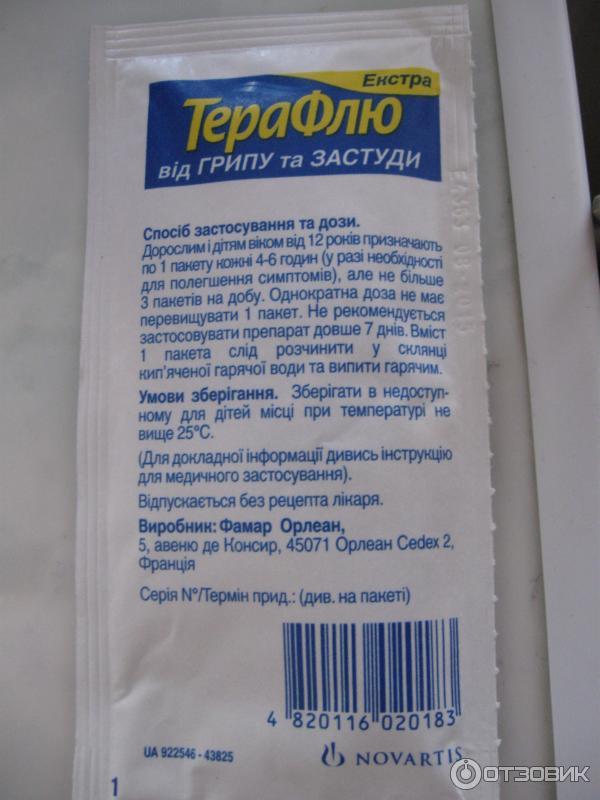 Екстра
ТераФлю
від ГРИПУ та ЗАСТУДИ
Спосіб застосування та дози.
Дорослим і дітям віком від 12 років призначають
по 1 пакету кожні 4-6 годин (у разі необхідності
для полегшення симптомів), але не більше
3 пакетів на добу. Однократна доза не має
перевищувати 1 пакет. Не рекомендується
застосовувати препарат довше 7 днів. Вміст
1 пакета слід розчинити у склянці
кип'яченої гарячої води та випити гарячим.
Умови зберігання. Зберігати в недоступ-
ному для дітей місці при температурі не
вище 25°С.
(Для докладної інформації дивись інструкцію
для медичного застосування).
Відпускається без рецепта лікаря.
Виробник: Фамар Орлеан,
5, авеню де Консир, 45071 Орлеан Cedex 2,
Франція
Серія N°/Термін прид.: (див. на пакеті)
4 820116 020183
UA 922546 - 43825
NOVARTIS
1
ОТЗОВИК